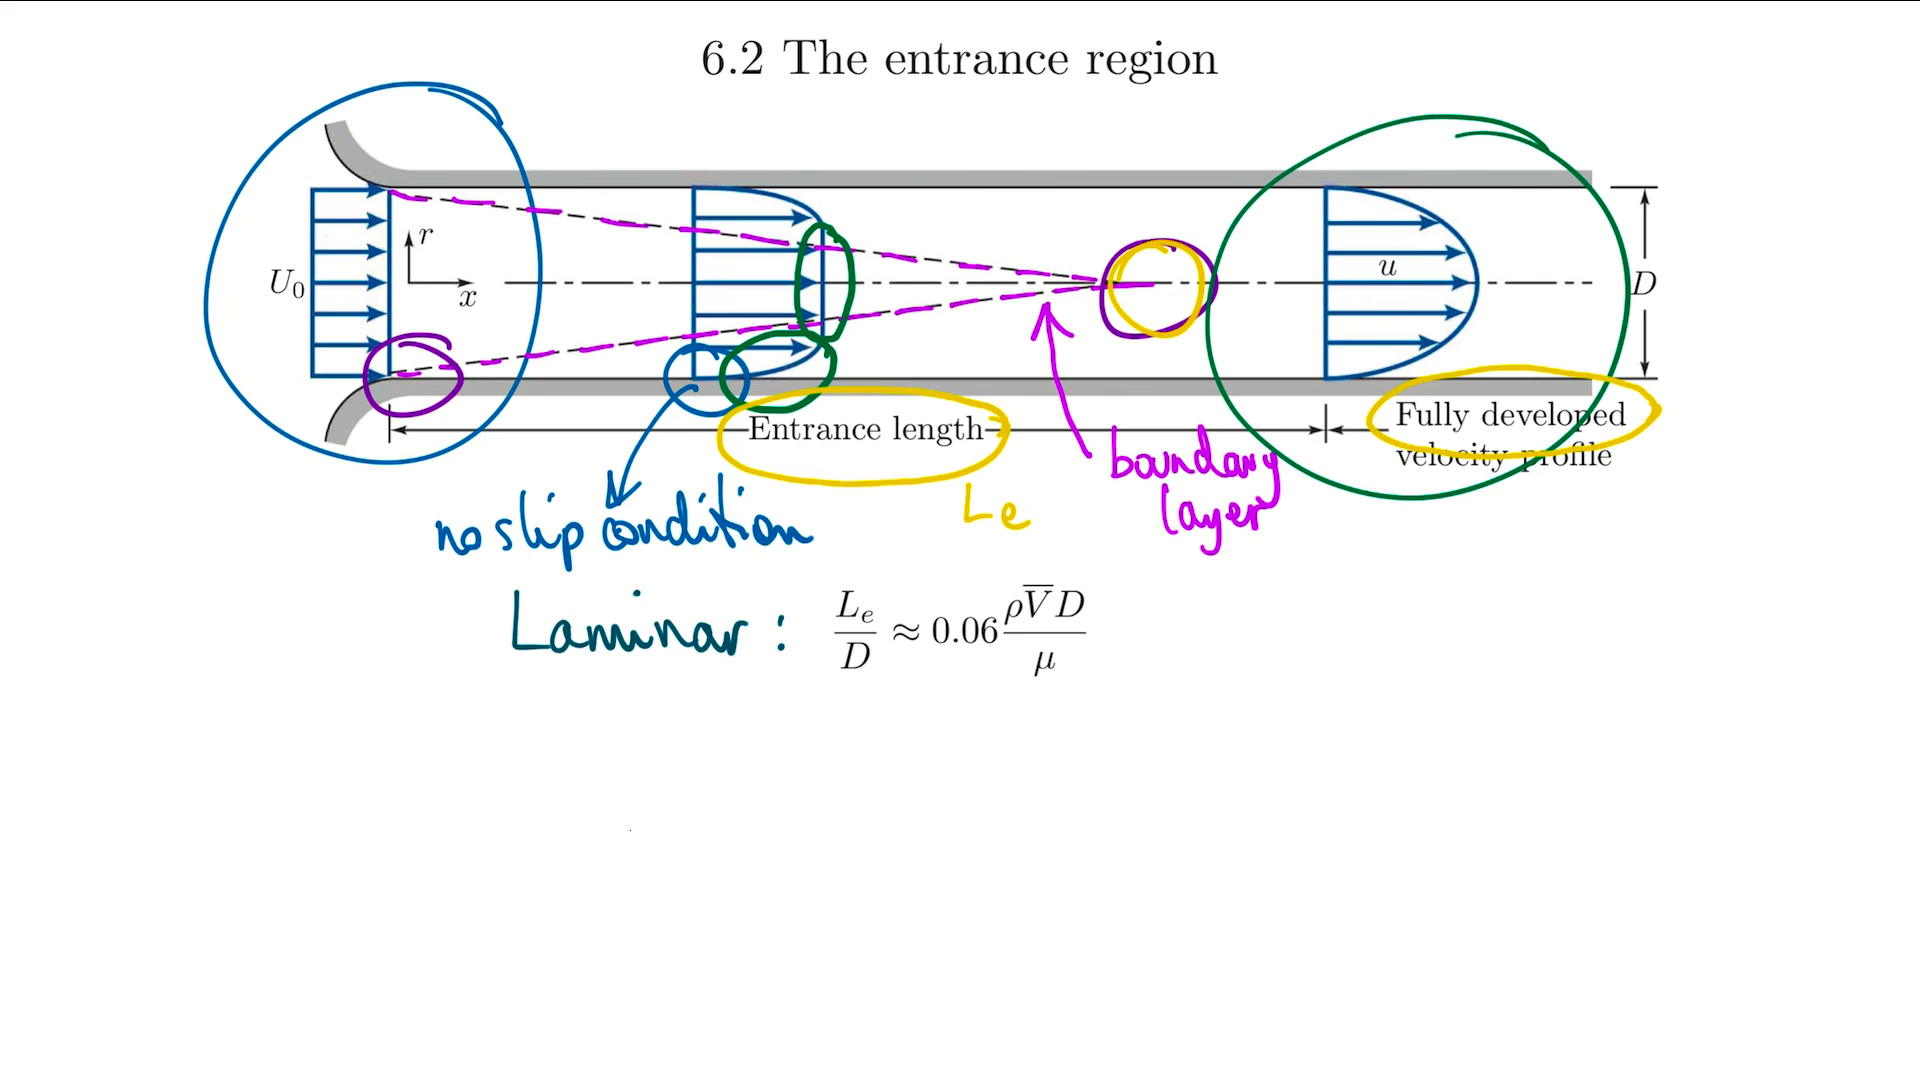 6.2 The entrance region
U₀
r
x
u
D
Entrance length
Fully developed
velocity profile
boundary
layer
Le
no slip condition
Laminar : L_e/D ≈ 0.06 ρV̅D/μ